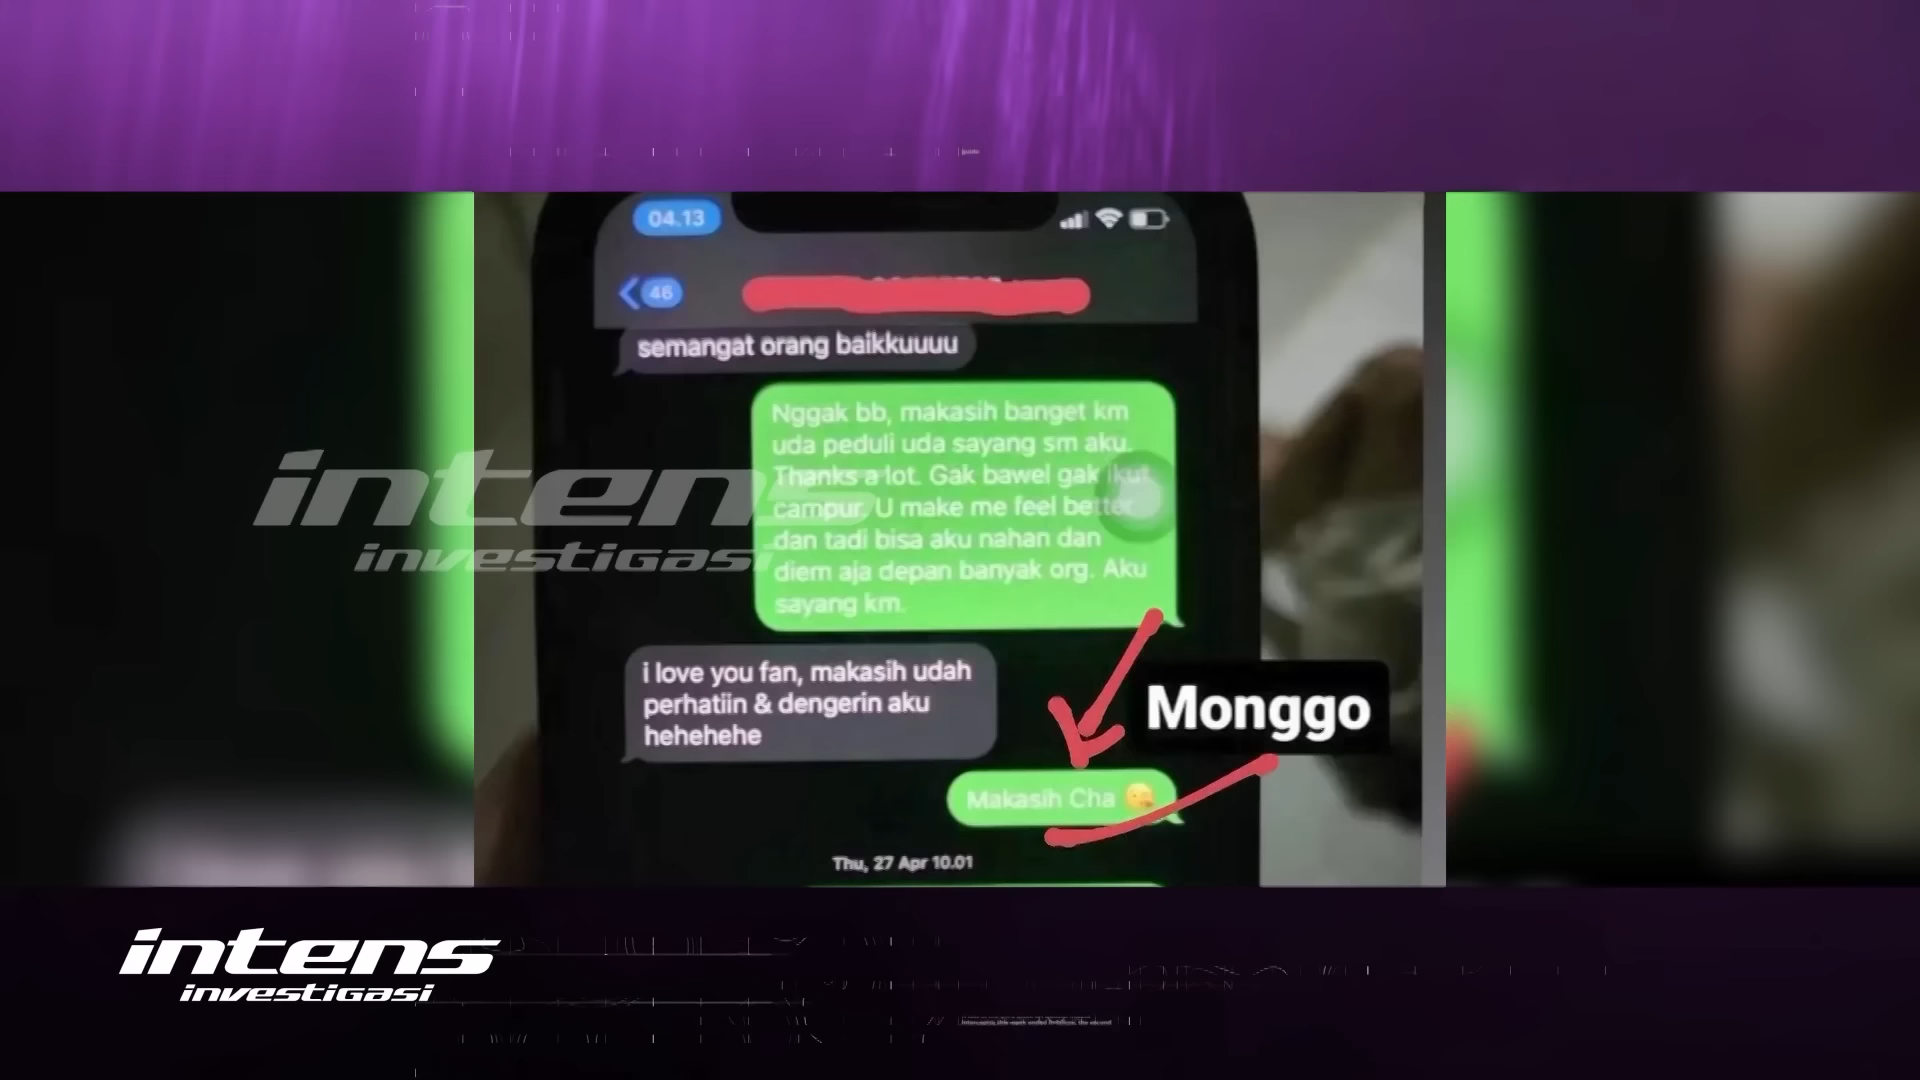 04.13
46
semangat orang baikkuuuu
Nggak bb, makasih banget km
uda peduli uda sayang sm aku.
Thanks a lot. Gak bawel gak ikut
campur. U make me feel better
dan tadi bisa aku nahan dan
diem aja depan banyak org. Aku
sayang km.
intens
investigasi
i love you fan, makasih udah
perhatiin & dengerin aku
hehehehe
Monggo
Makasih Cha 😘
Thu, 27 Apr 10.01
intens
investigasi